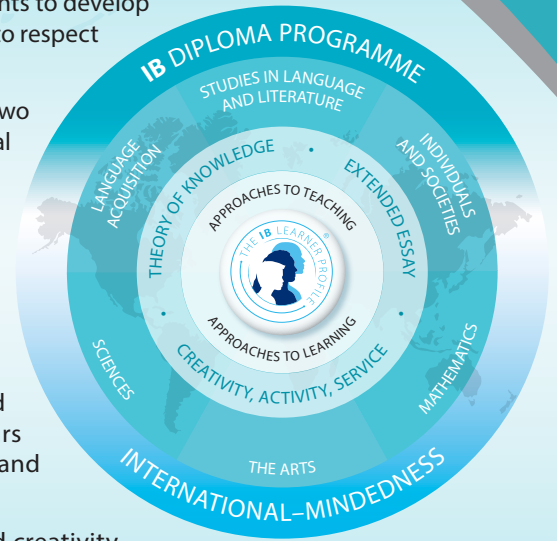 nts to develop
to respect
two
al
d
rs
and
d creativity
IB DIPLOMA PROGRAMME
STUDIES IN LANGUAGE
AND LITERATURE
LANGUAGE
ACQUISITION
INDIVIDUALS
AND SOCIETIES
THEORY OF KNOWLEDGE
•
EXTENDED ESSAY
APPROACHES TO TEACHING
THE IB LEARNER PROFILE
®
APPROACHES TO LEARNING
•
CREATIVITY, ACTIVITY, SERVICE
•
SCIENCES
MATHEMATICS
THE ARTS
INTERNATIONAL–MINDEDNESS